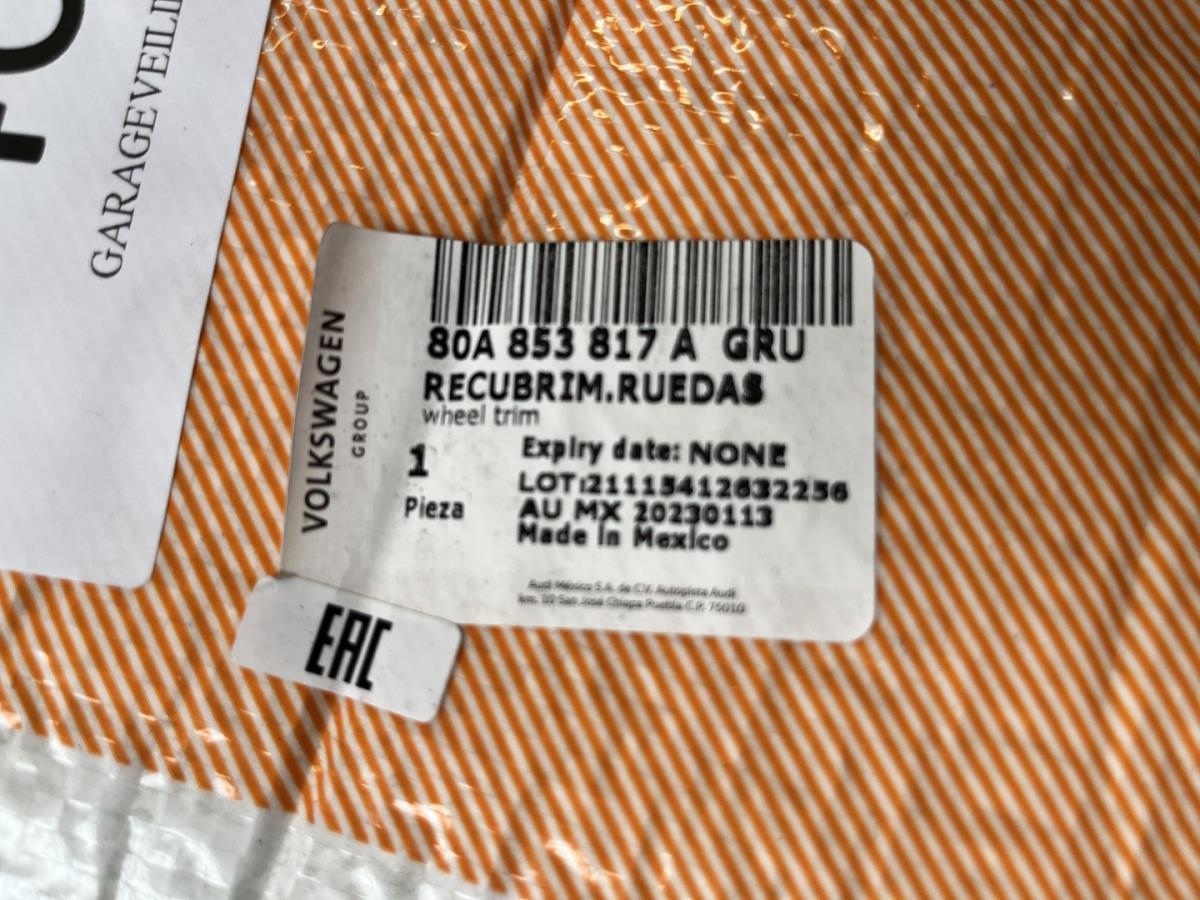 GARAGEVEILI
VOLKSWAGEN
GROUP
80A 853 817 A GRU
RECUBRIM.RUEDAS
wheel trim
1
Pieza
Expiry date: NONE
LOT:21115412632256
AU MX 20230113
Made in Mexico
Audi México S.A. de C.V. Autopista Audi
km. 10 San José Chiapa Puebla C.P. 75010
EAC